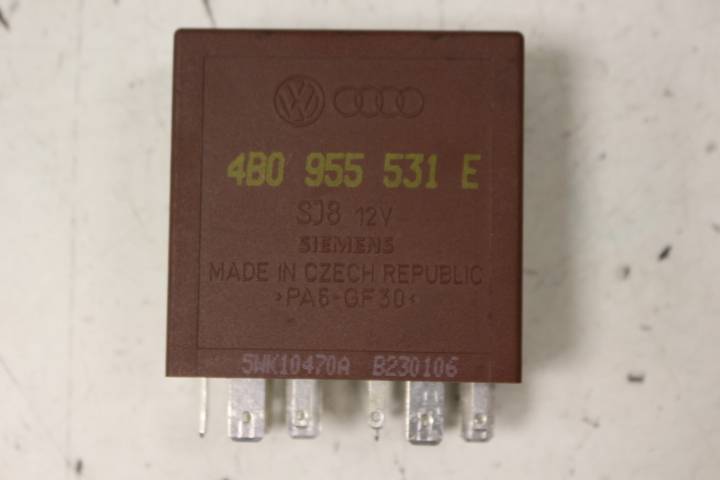 4B0 955 531 E
SJ8 12V
SIEMENS
MADE IN CZECH REPUBLIC
>PA6-GF30<
5WK10470A B230106